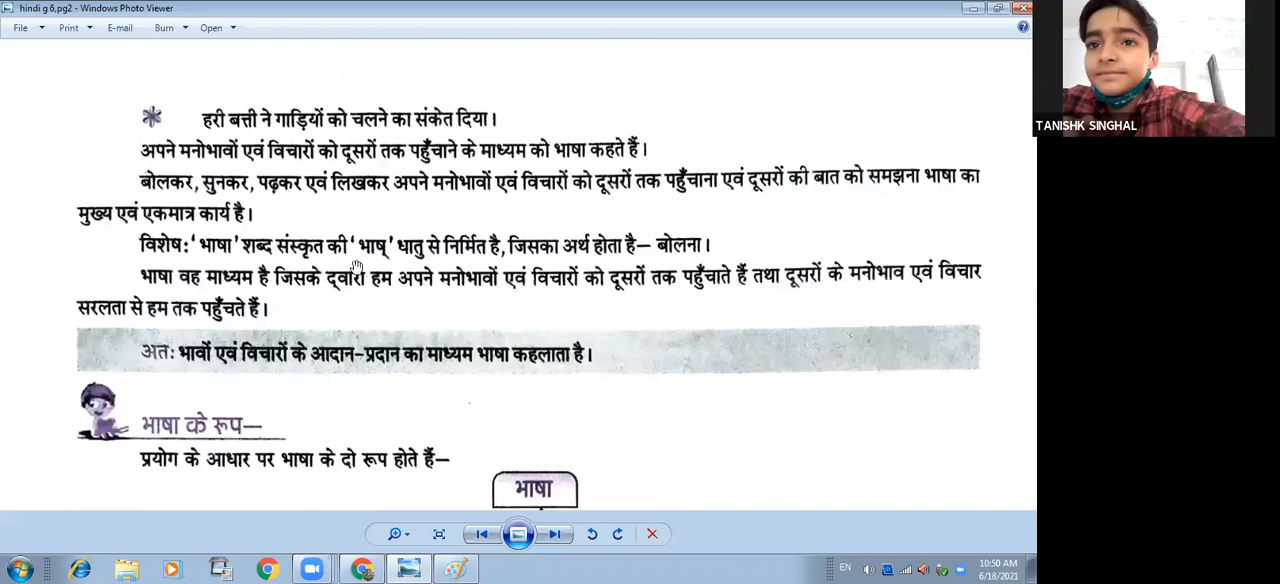 hindi g 6,pg2 - Windows Photo Viewer
File Print E-mail Burn Open
हरी बत्ती ने गाड़ियों को चलने का संकेत दिया।
अपने मनोभावों एवं विचारों को दूसरों तक पहुँचाने के माध्यम को भाषा कहते हैं।
बोलकर, सुनकर, पढ़कर एवं लिखकर अपने मनोभावों एवं विचारों को दूसरों तक पहुँचाना एवं दूसरों की बात को समझना भाषा का
मुख्य एवं एकमात्र कार्य है।
विशेष: 'भाषा' शब्द संस्कृत की 'भाष्' धातु से निर्मित है, जिसका अर्थ होता है— बोलना।
भाषा वह माध्यम है जिसके द्वारा हम अपने मनोभावों एवं विचारों को दूसरों तक पहुँचाते हैं तथा दूसरों के मनोभाव एवं विचार
सरलता से हम तक पहुँचते हैं।
अतः भावों एवं विचारों के आदान-प्रदान का माध्यम भाषा कहलाता है।
भाषा के रूप—
प्रयोग के आधार पर भाषा के दो रूप होते हैं—
भाषा
TANISHK SINGHAL
EN
10:50 AM
6/18/2021